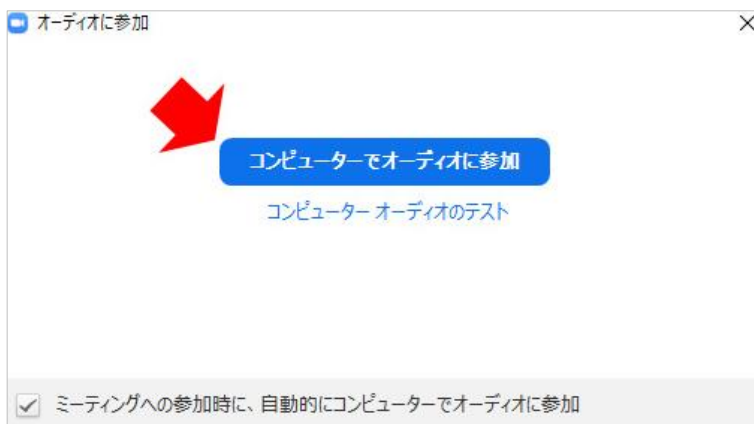 オーディオに参加
コンピューターでオーディオに参加
コンピューター オーディオのテスト
ミーティングへの参加時に、自動的にコンピューターでオーディオに参加